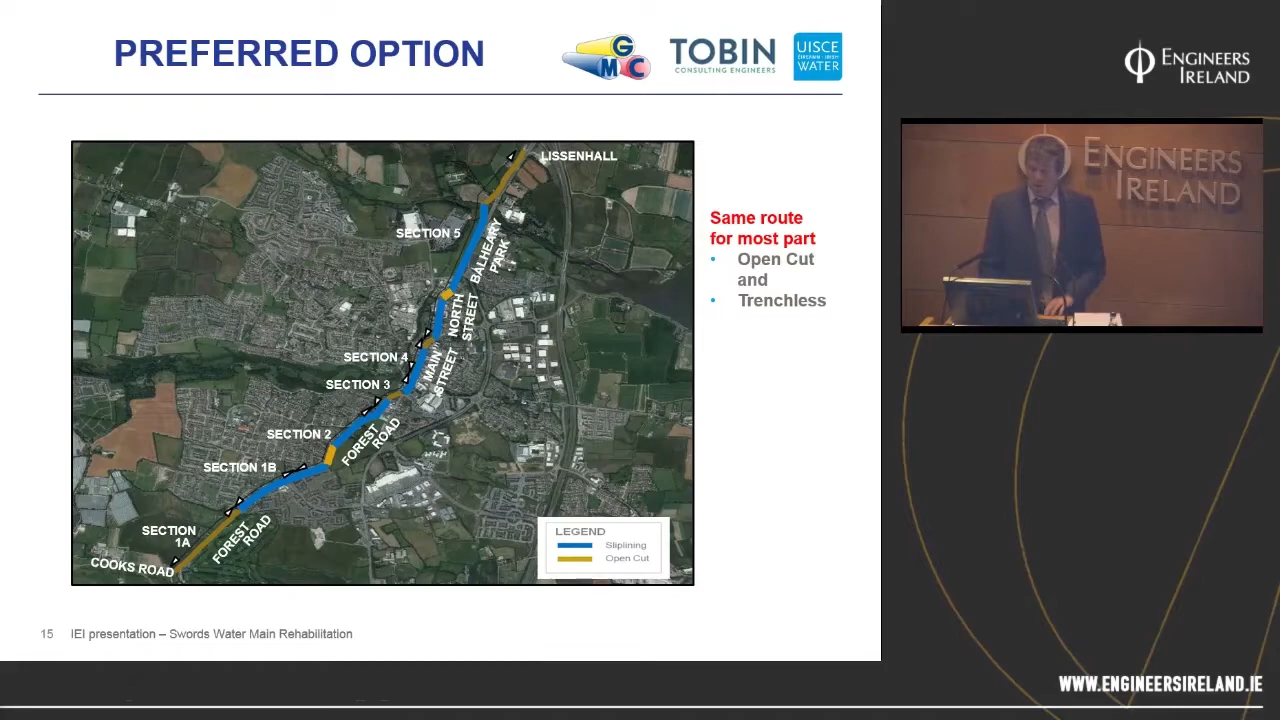 PREFERRED OPTION
G
M C
TOBIN
CONSULTING ENGINEERS
UISCE
ÉIREANN : IRISH
WATER
ENGINEERS
IRELAND
ENGINEERS
IRELAND
LISSENHALL
SECTION 5
BALHEARY
PARK
NORTH
STREET
SECTION 4
MAIN
STREET
SECTION 3
SECTION 2
FOREST
ROAD
SECTION 1B
SECTION
1A
FOREST
ROAD
COOKS ROAD
LEGEND
Sliplining
Open Cut
Same route
for most part
• Open Cut
and
• Trenchless
15 IEI presentation – Swords Water Main Rehabilitation
WWW.ENGINEERSIRELAND.IE